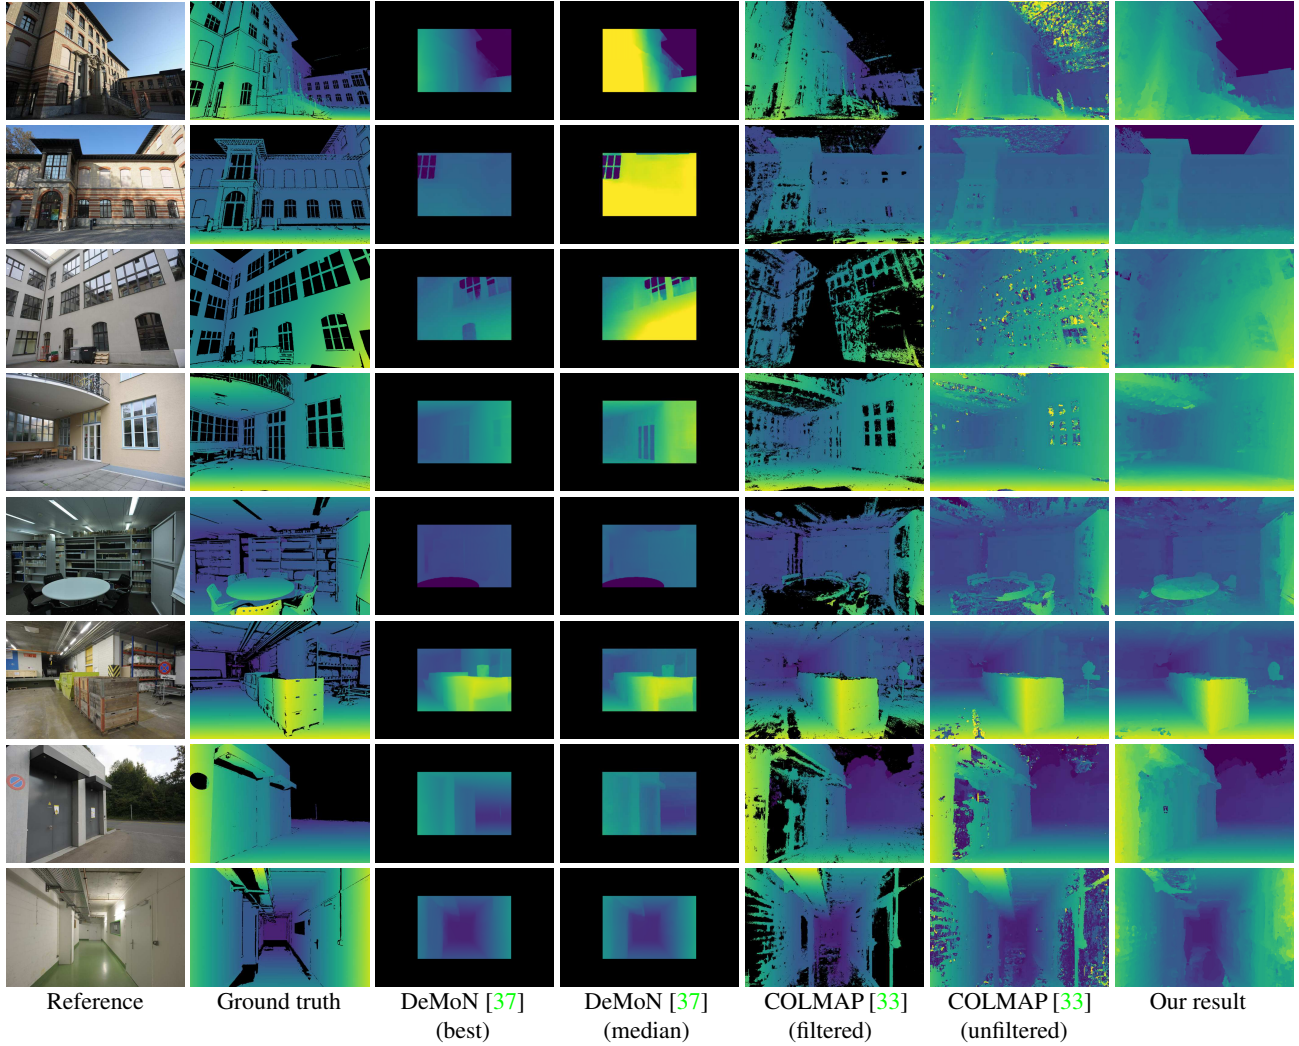 Reference
Ground truth
DeMoN [37]
(best)
DeMoN [37]
(median)
COLMAP [33]
(filtered)
COLMAP [33]
(unfiltered)
Our result